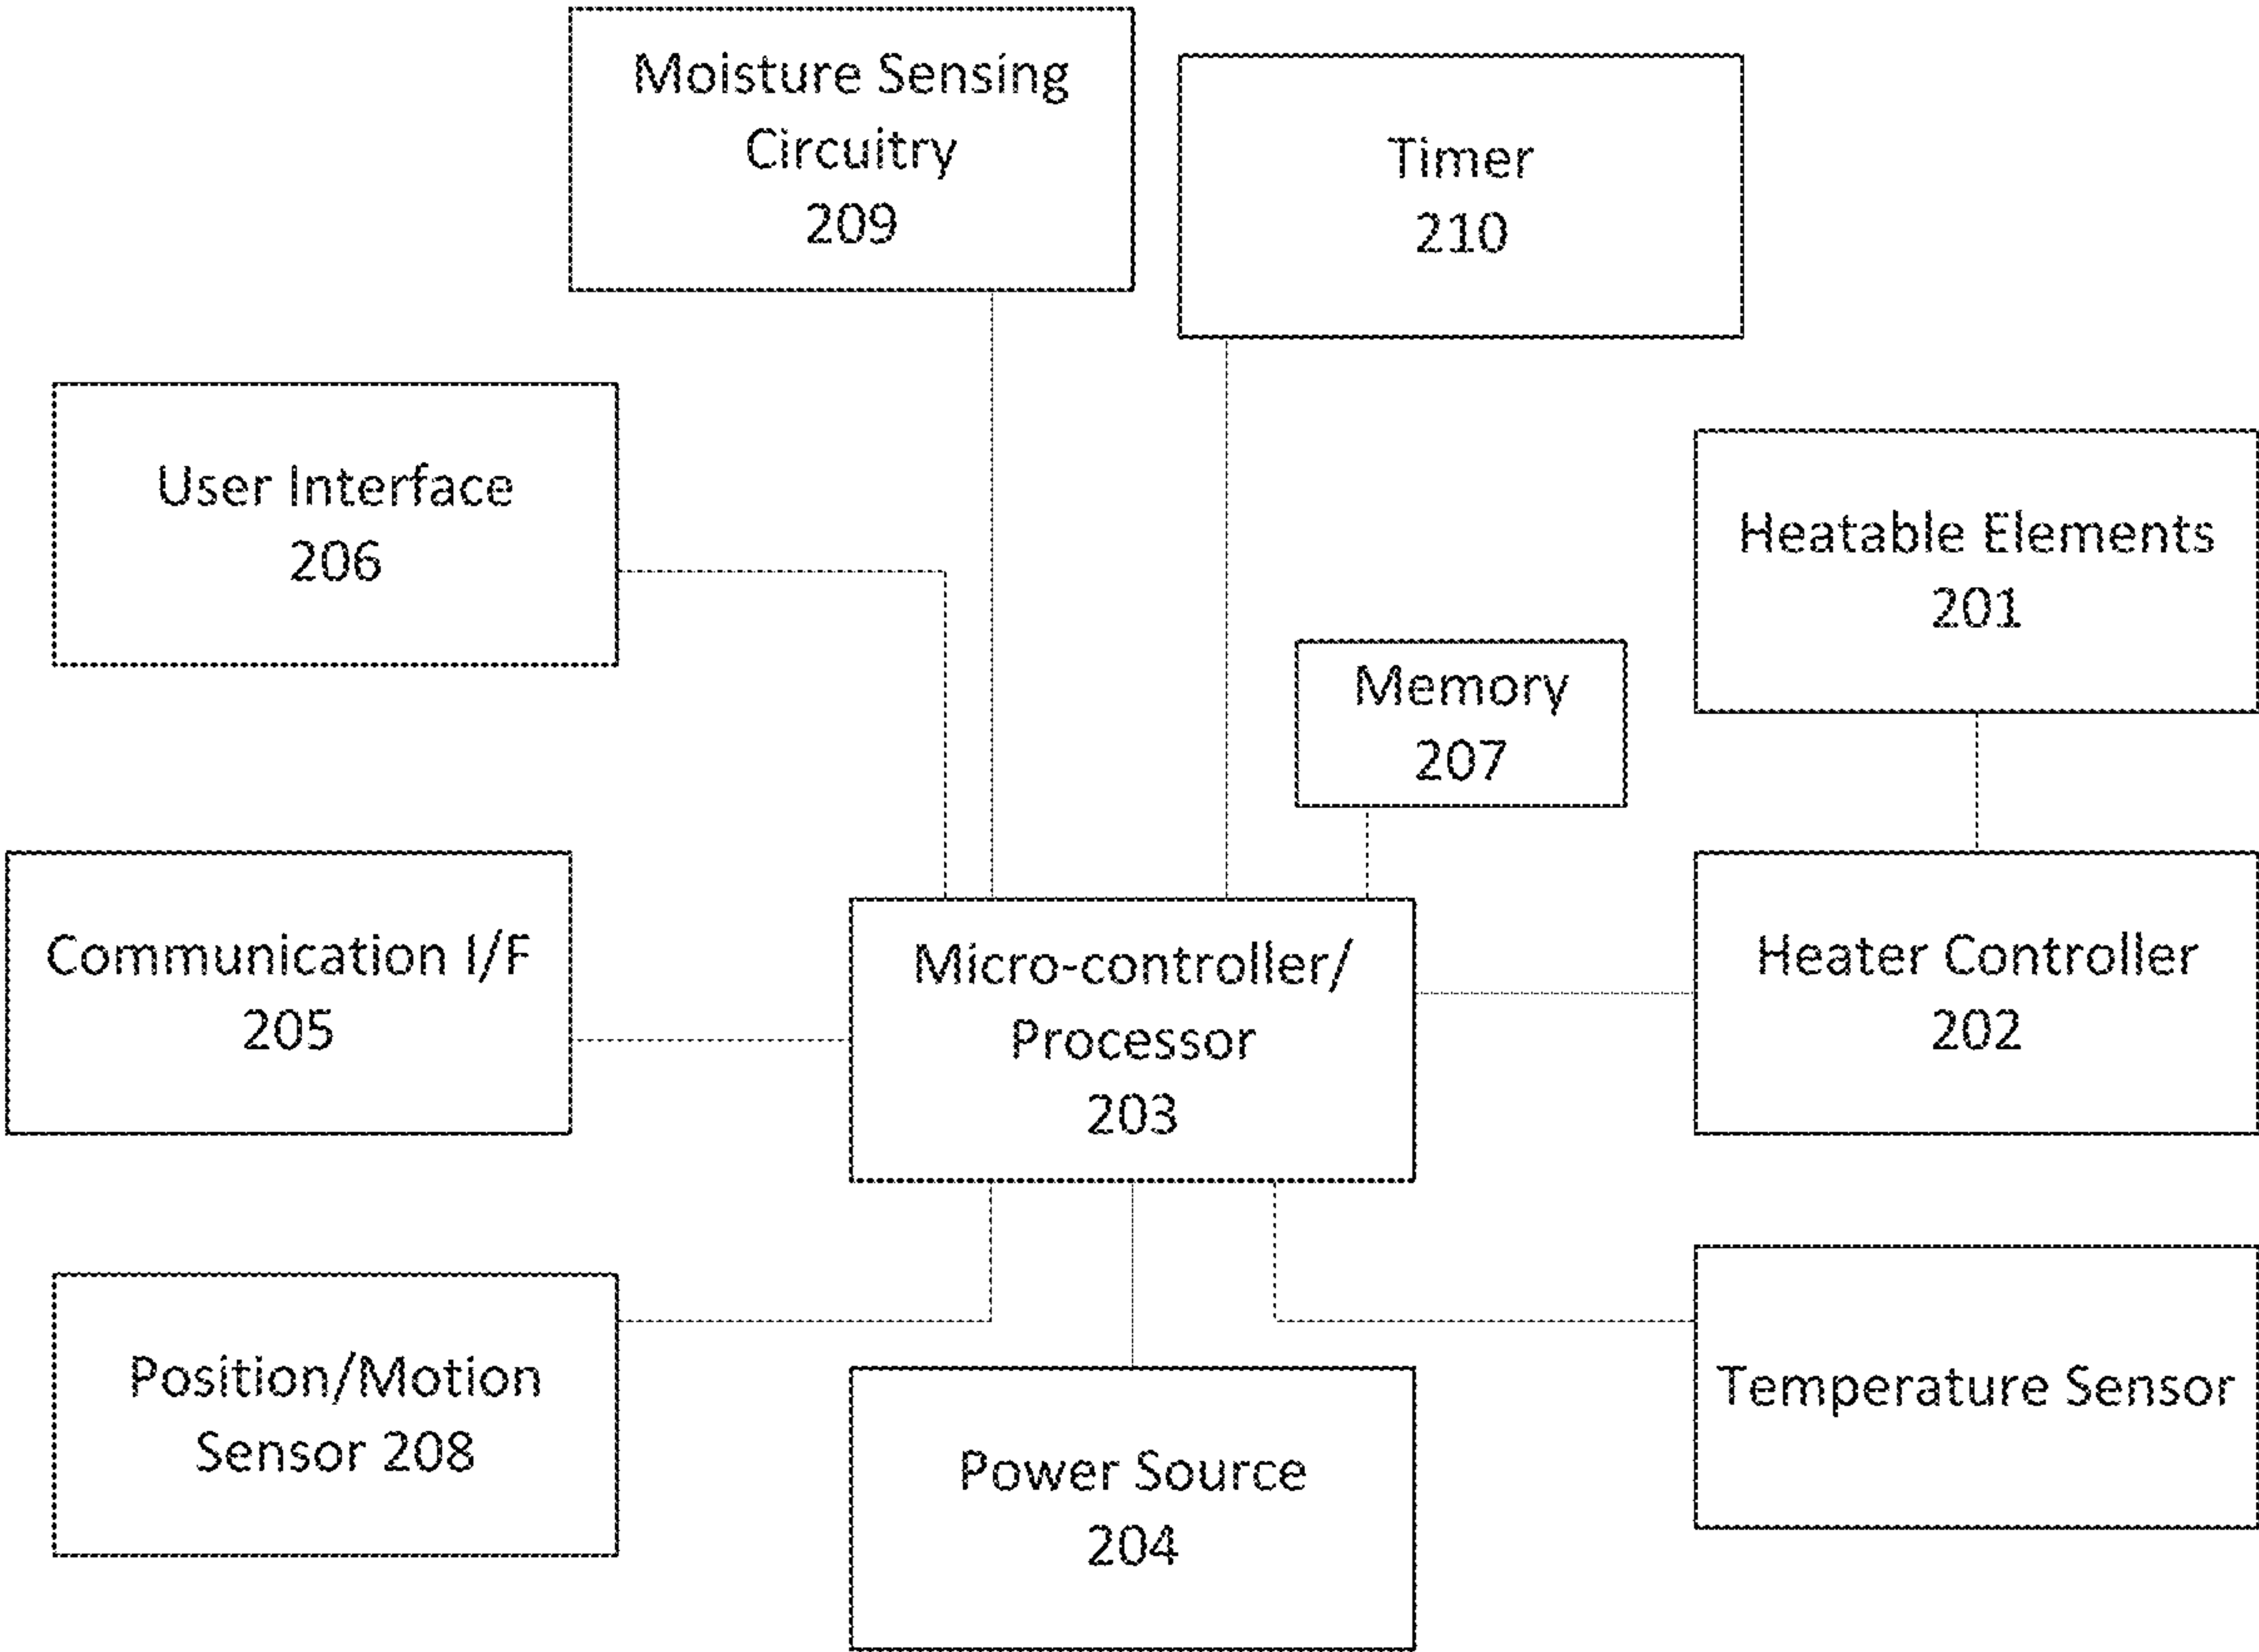 Moisture Sensing
Circuitry
209
Timer
210
User Interface
206
Heatable Elements
201
Memory
207
Communication I/F
205
Micro-controller/
Processor
203
Heater Controller
202
Position/Motion
Sensor 208
Power Source
204
Temperature Sensor